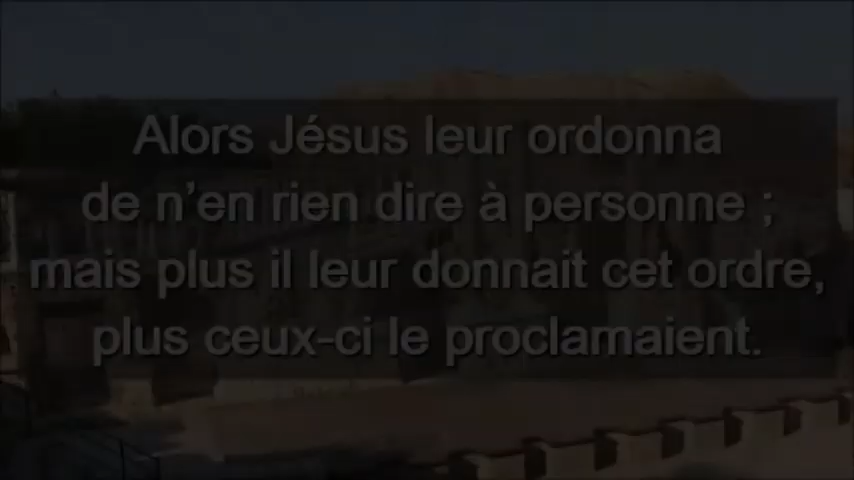 Alors Jésus leur ordonna
de n’en rien dire à personne ;
mais plus il leur donnait cet ordre,
plus ceux-ci le proclamaient.